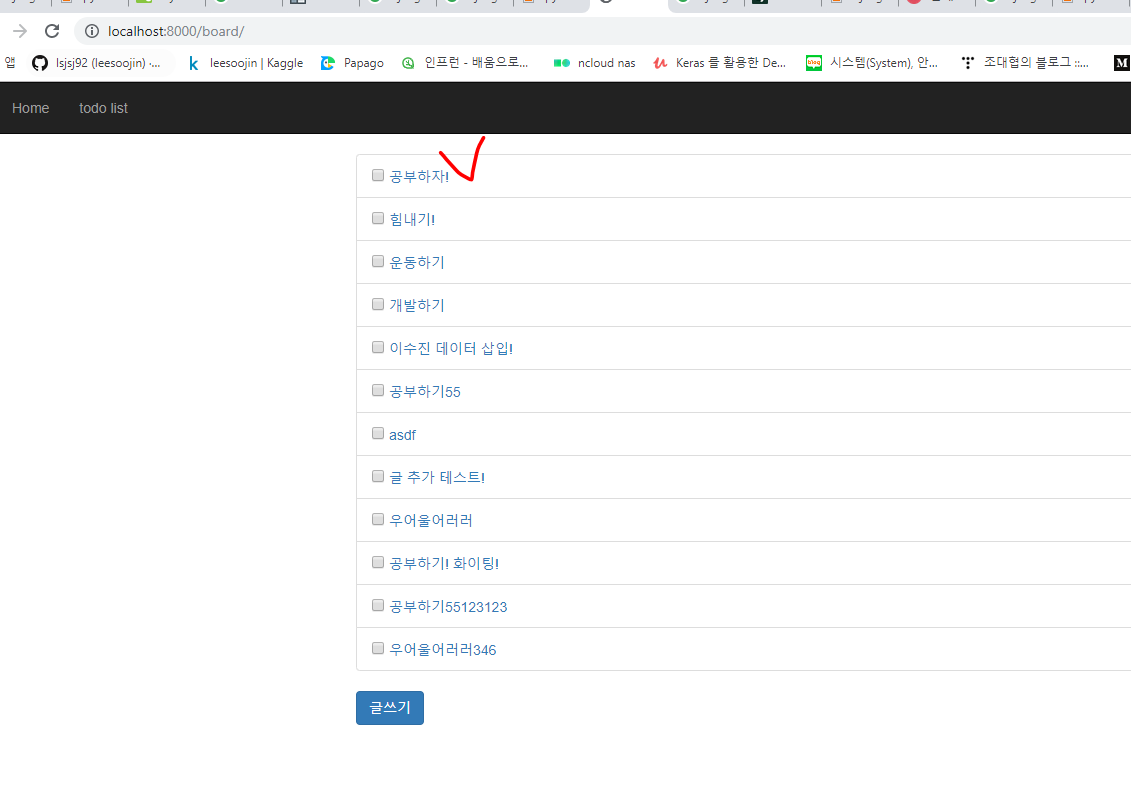 localhost:8000/board/
앱 lsjsj92 (leesoojin) ·... leesoojin | Kaggle Papago 인프런 - 배움으로... ncloud nas Keras 를 활용한 De... blog 시스템(System), 안... 조대협의 블로그 ::... M
Home todo list
공부하자!
힘내기!
운동하기
개발하기
이수진 데이터 삽입!
공부하기55
asdf
글 추가 테스트!
우어울어러러
공부하기! 화이팅!
공부하기55123123
우어울어러러346
글쓰기